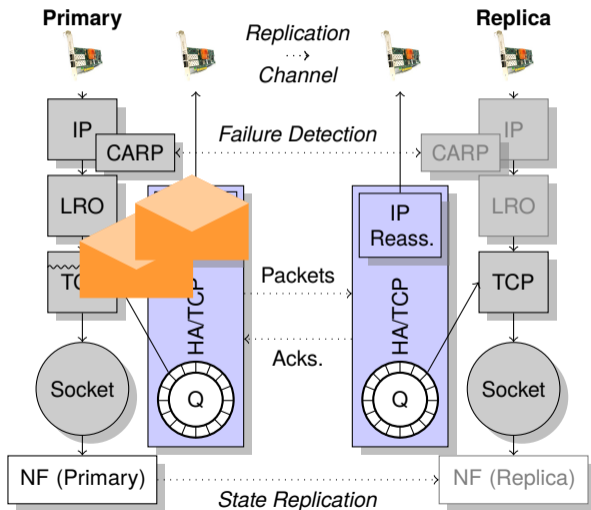 Primary
Replication
Channel
Replica
IP
CARP
Failure Detection
CARP
IP
LRO
IP
Reass.
LRO
HA/TCP
Packets
HA/TCP
TCP
Acks.
Socket
Q
Q
Socket
NF (Primary)
NF (Replica)
State Replication